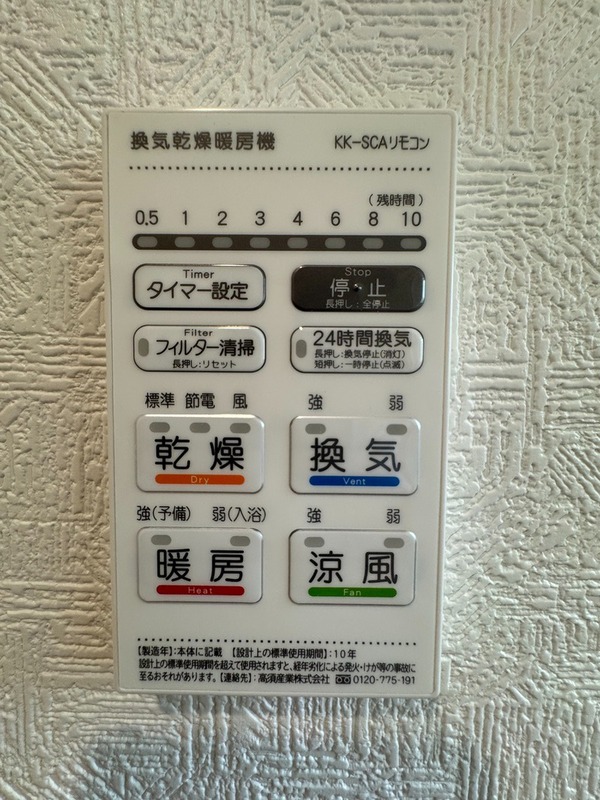 換気乾燥暖房機 KK-SCAリモコン
(残時間)
0.5 1 2 3 4 6 8 10
Timer
タイマー設定
Stop
停・止
長押し:全停止
Filter
フィルター清掃
長押し:リセット
24時間換気
長押し:換気停止(消灯)
短押し:一時停止(点滅)
標準 節電 風
乾燥
Dry
強 弱
換気
Vent
強(予備) 弱(入浴)
暖房
Heat
強 弱
涼風
Fan
【製造年】:本体に記載 【設計上の標準使用期間】:10年
設計上の標準使用期間を超えて使用されますと、経年劣化による発火・けが等の事故に
至るおそれがあります。【連絡先】:高須産業株式会社 0120-775-191